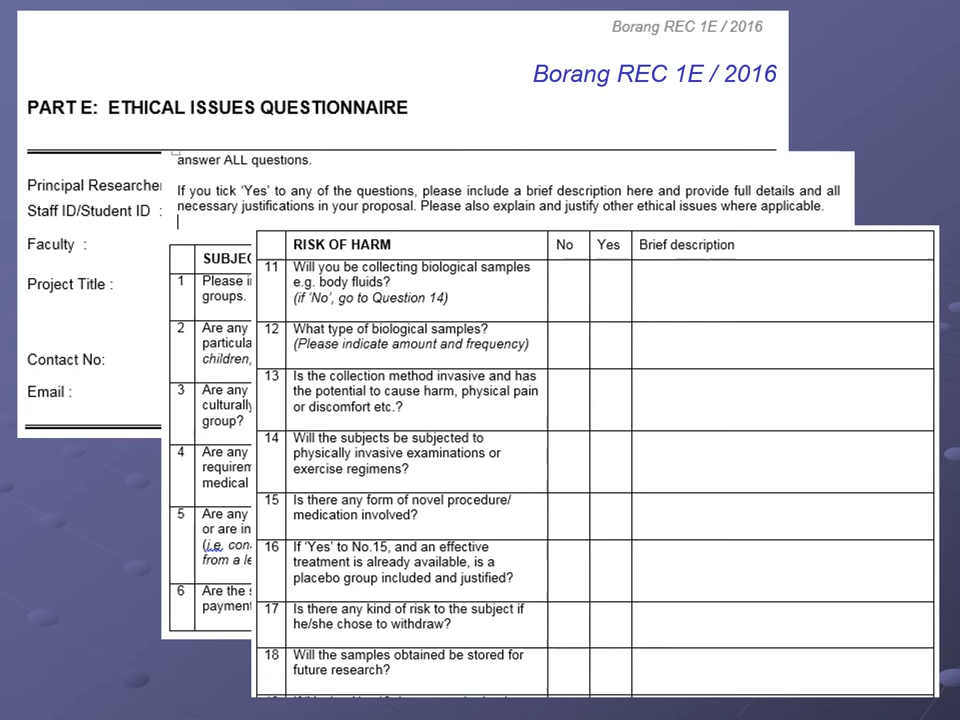 Borang REC 1E / 2016
Borang REC 1E / 2016
PART E: ETHICAL ISSUES QUESTIONNAIRE
Principal Researcher
Staff ID/Student ID :
Faculty :
Project Title :
Contact No:
Email :
answer ALL questions.
If you tick ‘Yes’ to any of the questions, please include a brief description here and provide full details and all
necessary justifications in your proposal. Please also explain and justify other ethical issues where applicable.
1 Please
groups.
2 Are any
children,
3 Are any
group?
4 Are any
medical
5 Are any
or are in
(i.e.
from a
6 Are the
RISK OF HARM No Yes Brief description
11 Will you be collecting biological samples
e.g. body fluids?
(if ‘No’, go to Question 14)
12 What type of biological samples?
(Please indicate amount and frequency)
13 Is the collection method invasive and has
the potential to cause harm, physical pain
or discomfort etc.?
14 Will the subjects be subjected to
physically invasive examinations or
exercise regimens?
15 Is there any form of novel procedure/
medication involved?
16 If ‘Yes’ to No.15, and an effective
treatment is already available, is a
placebo group included and justified?
17 Is there any kind of risk to the subject if
he/she chose to withdraw?
18 Will the samples obtained be stored for
future research?